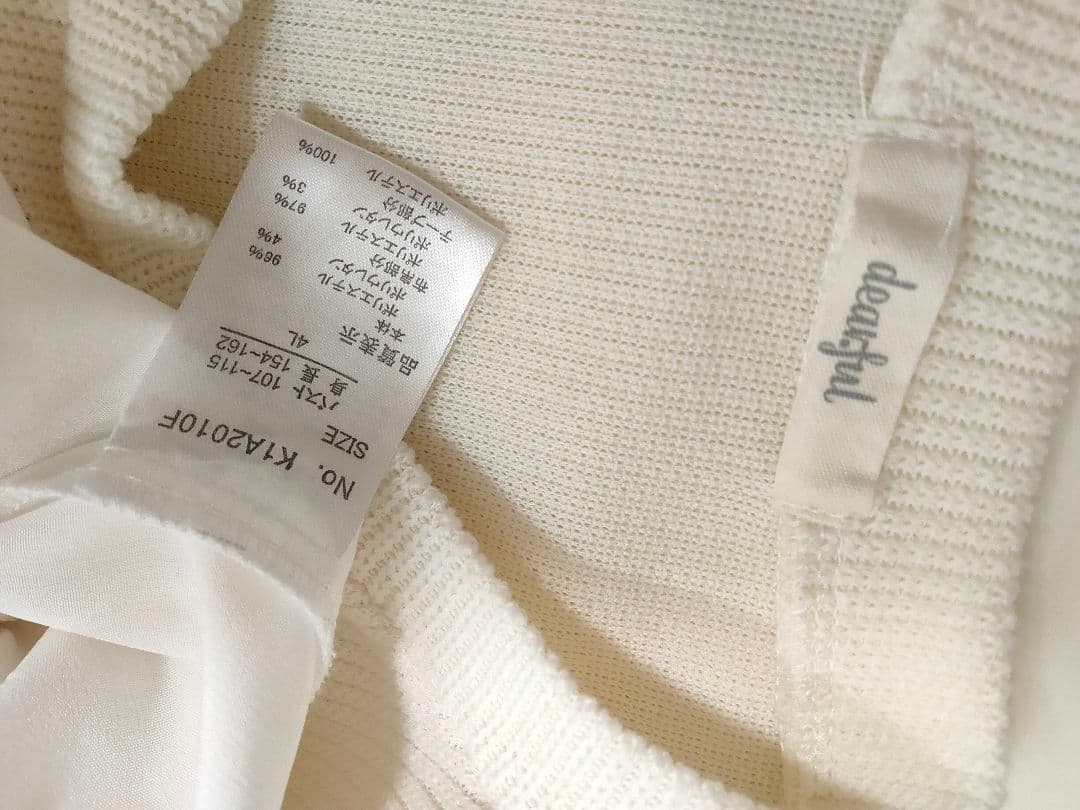 No. K1A2010F
SIZE
バスト 107~115
身 長 154~162
4L
品質表示
本体
ポリエステル 96%
ポリウレタン 4%
布帛部分
ポリエステル 97%
ポリウレタン 3%
テープ部分
ポリエステル 100%
dearful